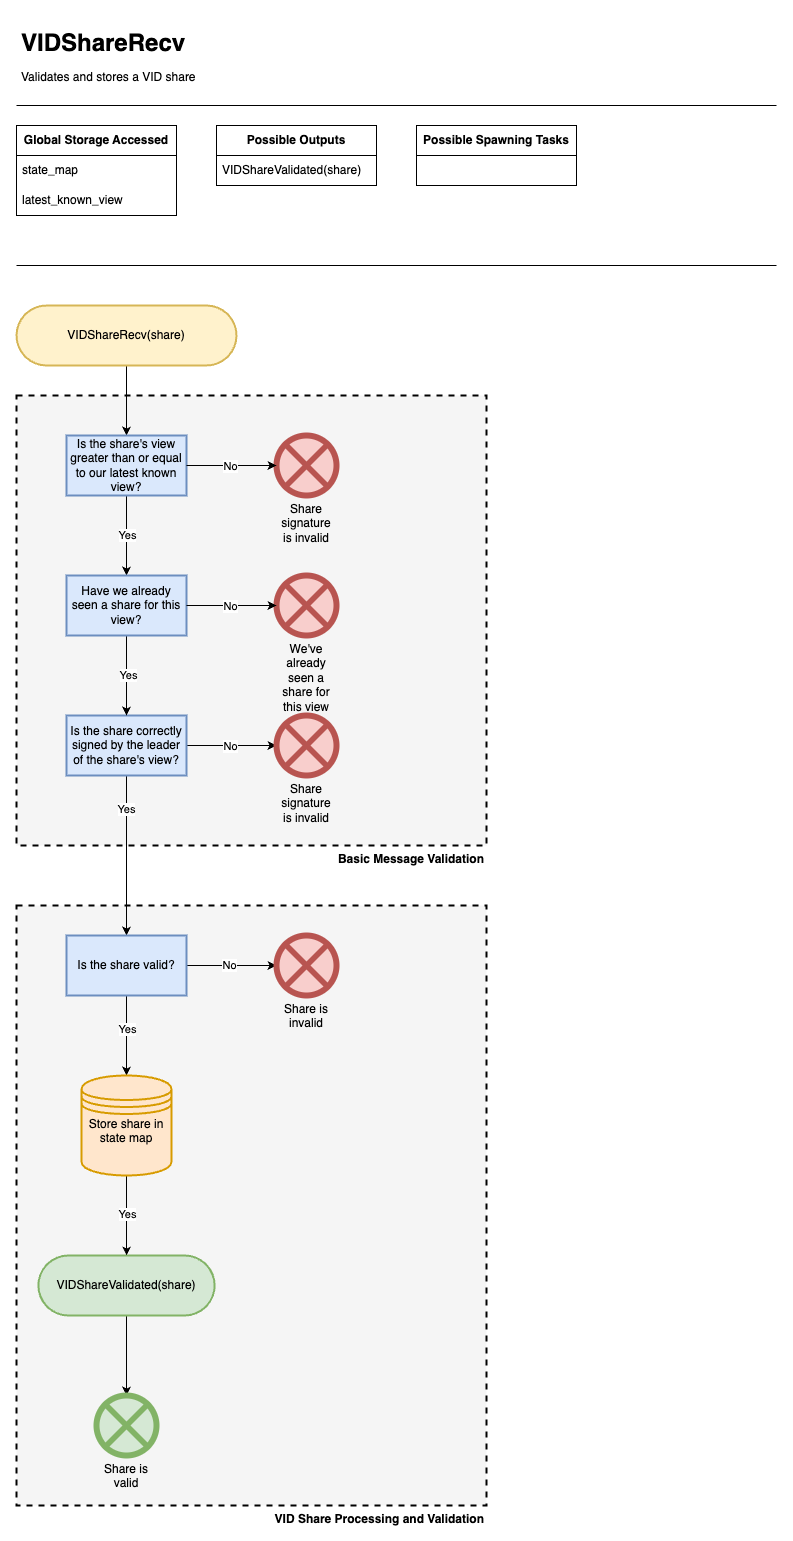 VIDShareRecv
Validates and stores a VID share
Global Storage Accessed
state_map
latest_known_view
Possible Outputs
VIDShareValidated(share)
Possible Spawning Tasks
VIDShareRecv(share)
Is the share's view
greater than or equal
to our latest known
view?
No
Share
signature
is invalid
Yes
Have we already
seen a share for this
view?
No
We've
already
seen a
share for
this view
Yes
Is the share correctly
signed by the leader
of the share's view?
No
Share
signature
is invalid
Yes
Basic Message Validation
Is the share valid?
No
Share is
invalid
Yes
Store share in
state map
Yes
VIDShareValidated(share)
Share is
valid
VID Share Processing and Validation